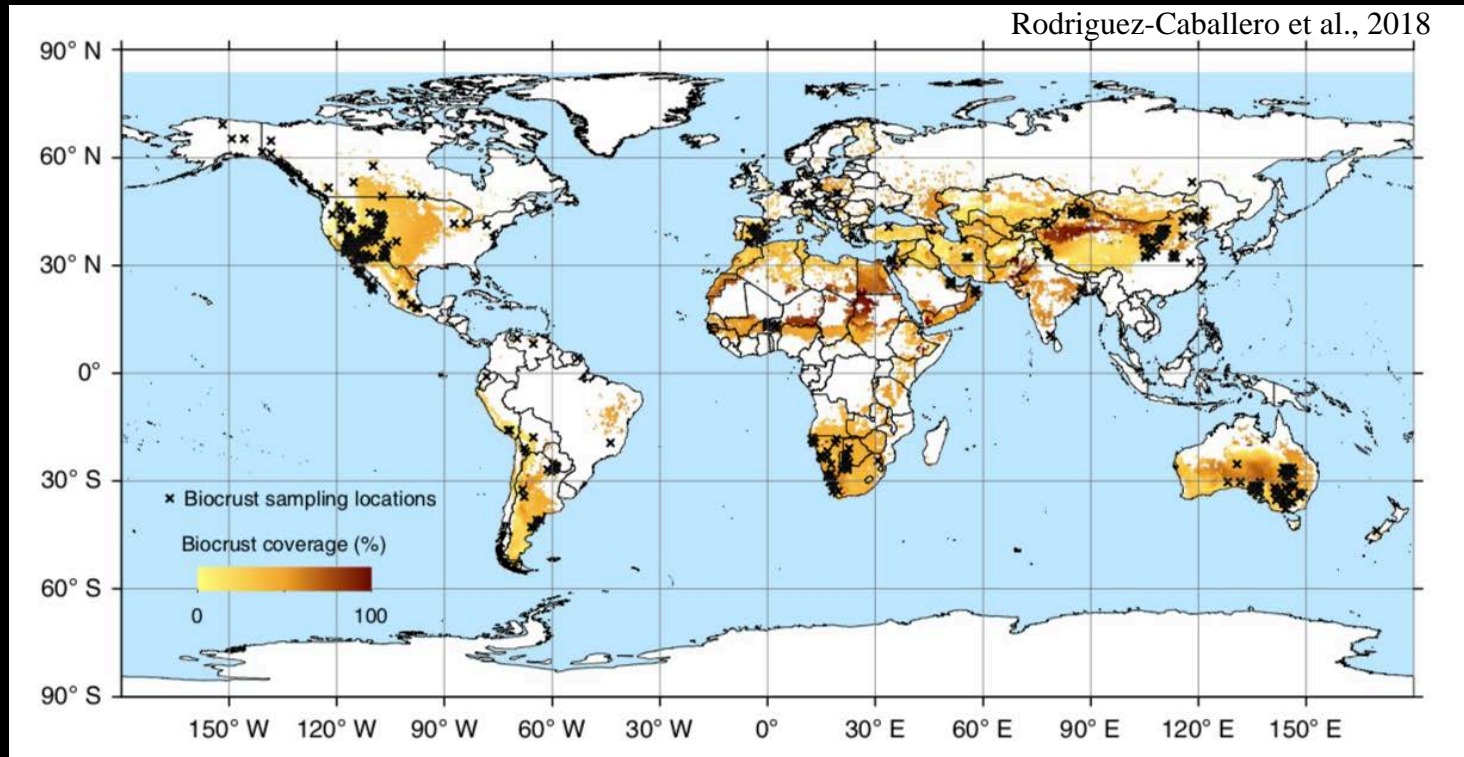 Rodriguez-Caballero et al., 2018
90° N
60° N
30° N
0°
30° S
60° S
90° S
× Biocrust sampling locations
Biocrust coverage (%)
0 100
150° W 120° W 90° W 60° W 30° W 0° 30° E 60° E 90° E 120° E 150° E